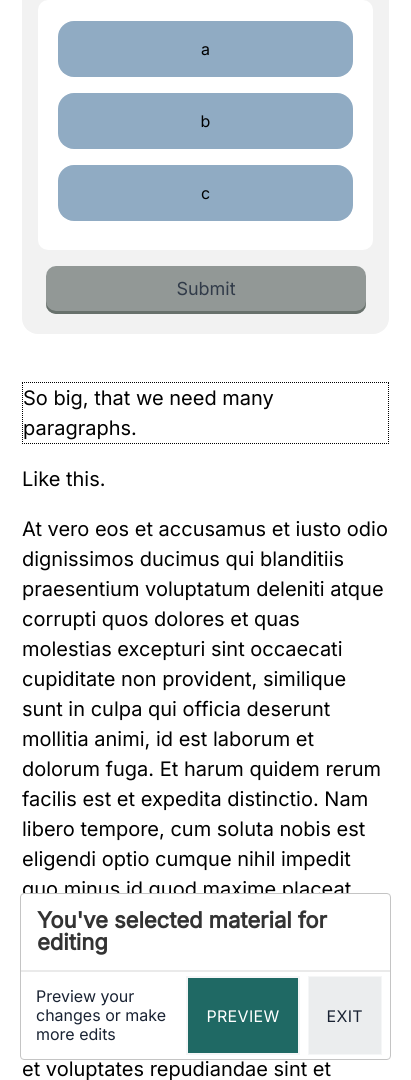 a
b
c
Submit
So big, that we need many
paragraphs.
Like this.
At vero eos et accusamus et iusto odio
dignissimos ducimus qui blanditiis
praesentium voluptatum deleniti atque
corrupti quos dolores et quas
molestias excepturi sint occaecati
cupiditate non provident, similique
sunt in culpa qui officia deserunt
mollitia animi, id est laborum et
dolorum fuga. Et harum quidem rerum
facilis est et expedita distinctio. Nam
libero tempore, cum soluta nobis est
eligendi optio cumque nihil impedit
quo minus id quod maxime placeat
You've selected material for
editing
Preview your
changes or make
more edits
PREVIEW
EXIT
et voluptates repudiandae sint et